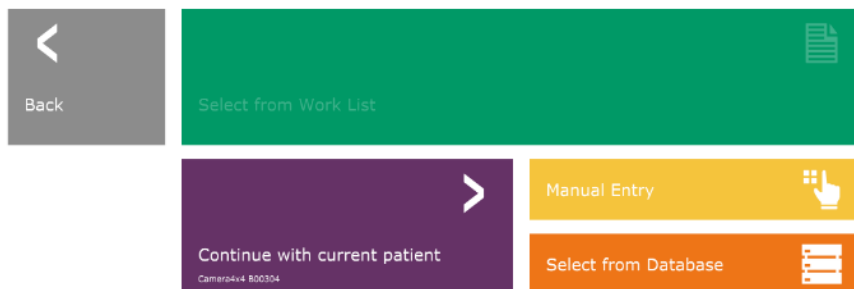 Back
Select from Work List
Continue with current patient
Camera4x4 B00304
Manual Entry
Select from Database